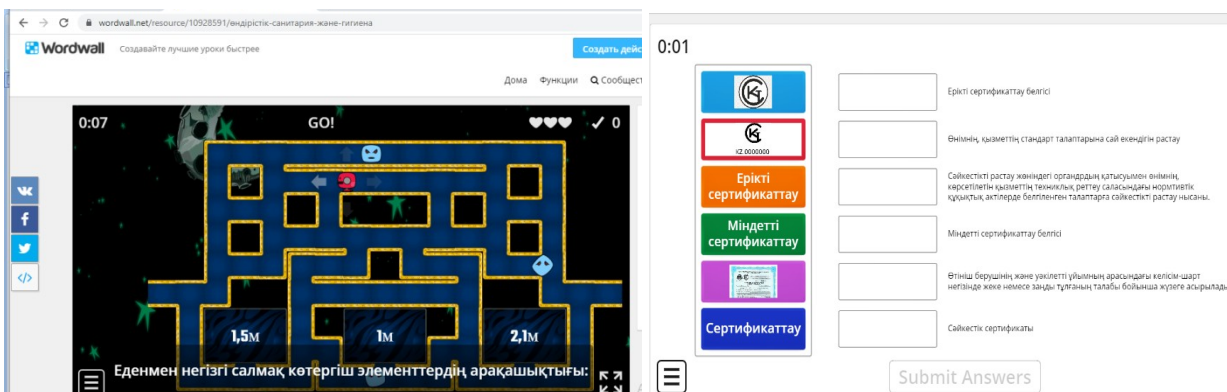 wordwall.net/resource/10928591/өндірістік-санитария-жане-гигиена
Wordwall
Создавайте лучшие уроки быстрее
Создать дейс
Дома Функции Сообщест
0:07 GO! 0
1,5м 1м 2,1м
Еденмен негізгі салмақ көтергіш элементтердің арақашықтығы:
0:01
KZ.0000000
Ерікті
сертификаттау
Міндетті
сертификаттау
Сертификаттау
Ерікті сертификаттау белгісі
Өнімнің, қызметтің стандарт талаптарына сай екендігін растау
Сәйкестікті растау жөніндегі органдрдың қатысуымен өнімнің,
көрсетілетін қызметтің техниклық реттеу саласындағы нормтивтік
құқықтық актілерде белгіленген талаптарға сәйкестікті растау нысаны.
Міндетті сертификаттау белгісі
Өтініш берушінің және уәкілетті ұйымның арасындағы келісім-шарт
негізінде жеке немесе заңды тұлғаның талабы бойынша жүзеге асырылады
Сәйкестік сертификаты
Submit Answers